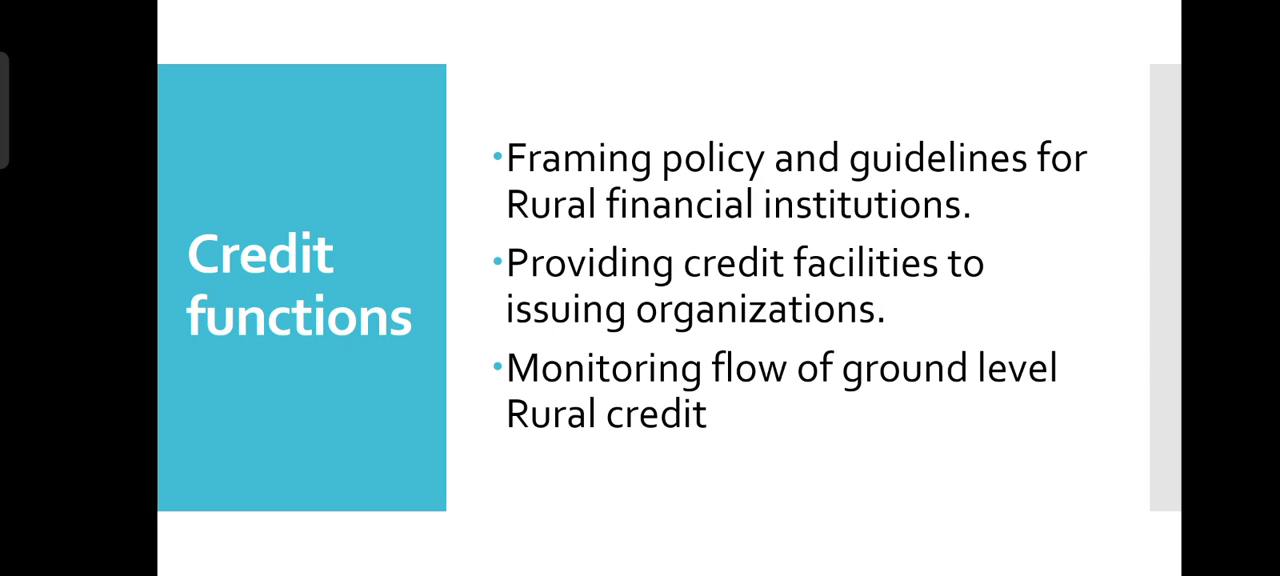 Credit
functions
•Framing policy and guidelines for
Rural financial institutions.
•Providing credit facilities to
issuing organizations.
•Monitoring flow of ground level
Rural credit